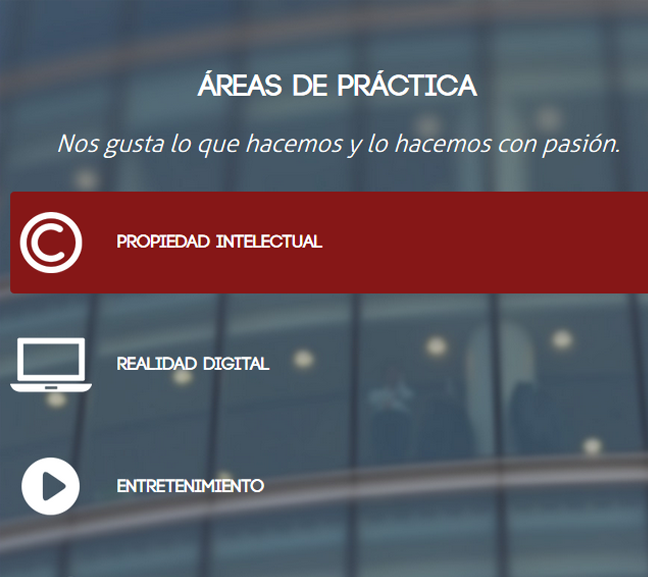 ÁREAS DE PRÁCTICA
Nos gusta lo que hacemos y lo hacemos con pasión.
PROPIEDAD INTELECTUAL
REALIDAD DIGITAL
ENTRETENIMIENTO